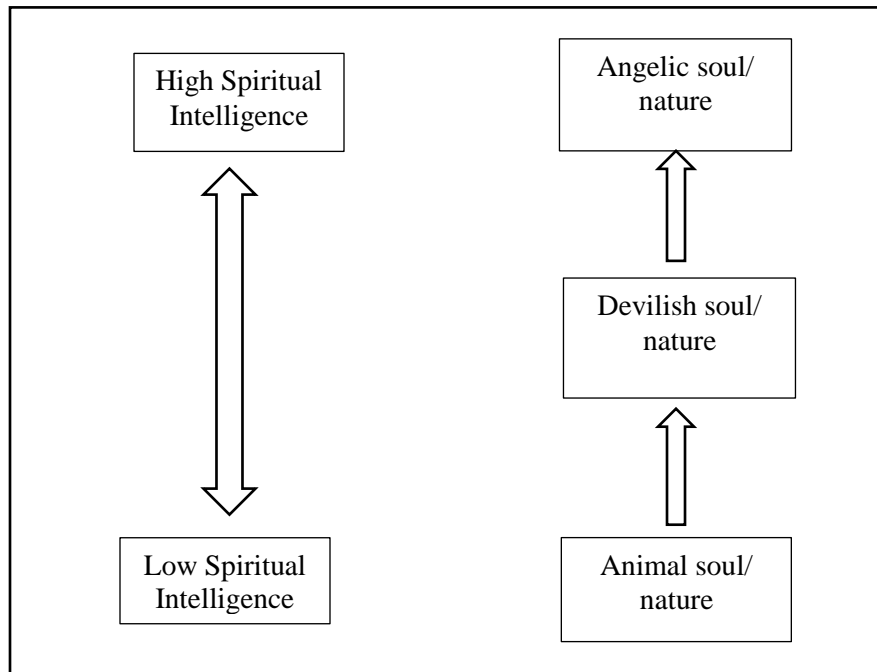 High Spiritual
Intelligence
Angelic soul/
nature
Devilish soul/
nature
Low Spiritual
Intelligence
Animal soul/
nature